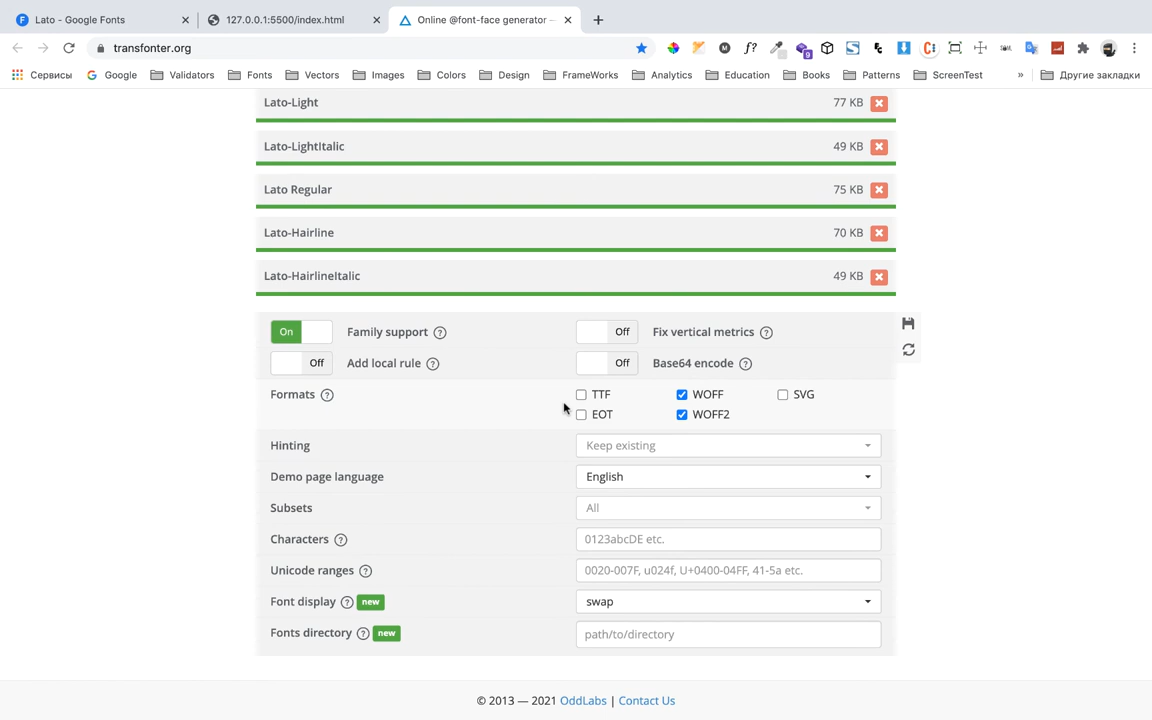 Lato - Google Fonts
127.0.0.1:5500/index.html
Online @font-face generator —
transfonter.org
Сервисы
Google
Validators
Fonts
Vectors
Images
Colors
Design
FrameWorks
Analytics
Education
Books
Patterns
ScreenTest
»
Другие закладки
Lato-Light 77 KB
Lato-LightItalic 49 KB
Lato Regular 75 KB
Lato-Hairline 70 KB
Lato-HairlineItalic 49 KB
On Family support ? Off Fix vertical metrics ?
Off Add local rule ? Off Base64 encode ?
Formats ? TTF WOFF SVG
EOT WOFF2
Hinting Keep existing
Demo page language English
Subsets All
Characters ? 0123abcDE etc.
Unicode ranges ? 0020-007F, u024f, U+0400-04FF, 41-5a etc.
Font display ? new swap
Fonts directory ? new path/to/directory
© 2013 — 2021 OddLabs | Contact Us